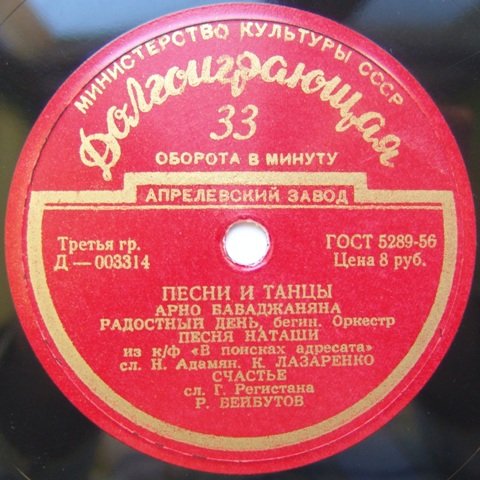 МИНИСТЕРСТВО КУЛЬТУРЫ СССР
Долгоиграющая
33
ОБОРОТА В МИНУТУ
АПРЕЛЕВСКИЙ ЗАВОД
Третья гр.
Д — 003314
ГОСТ 5289-56
Цена 8 руб.
ПЕСНИ И ТАНЦЫ
АРНО БАБАДЖАНЯНА
РАДОСТНЫЙ ДЕНЬ, бегин. Оркестр
ПЕСНЯ НАТАШИ
из к/ф «В поисках адресата»
сл. Н. Адамян. К. ЛАЗАРЕНКО
СЧАСТЬЕ
сл. Г. Регистана
Р. БЕЙБУТОВ